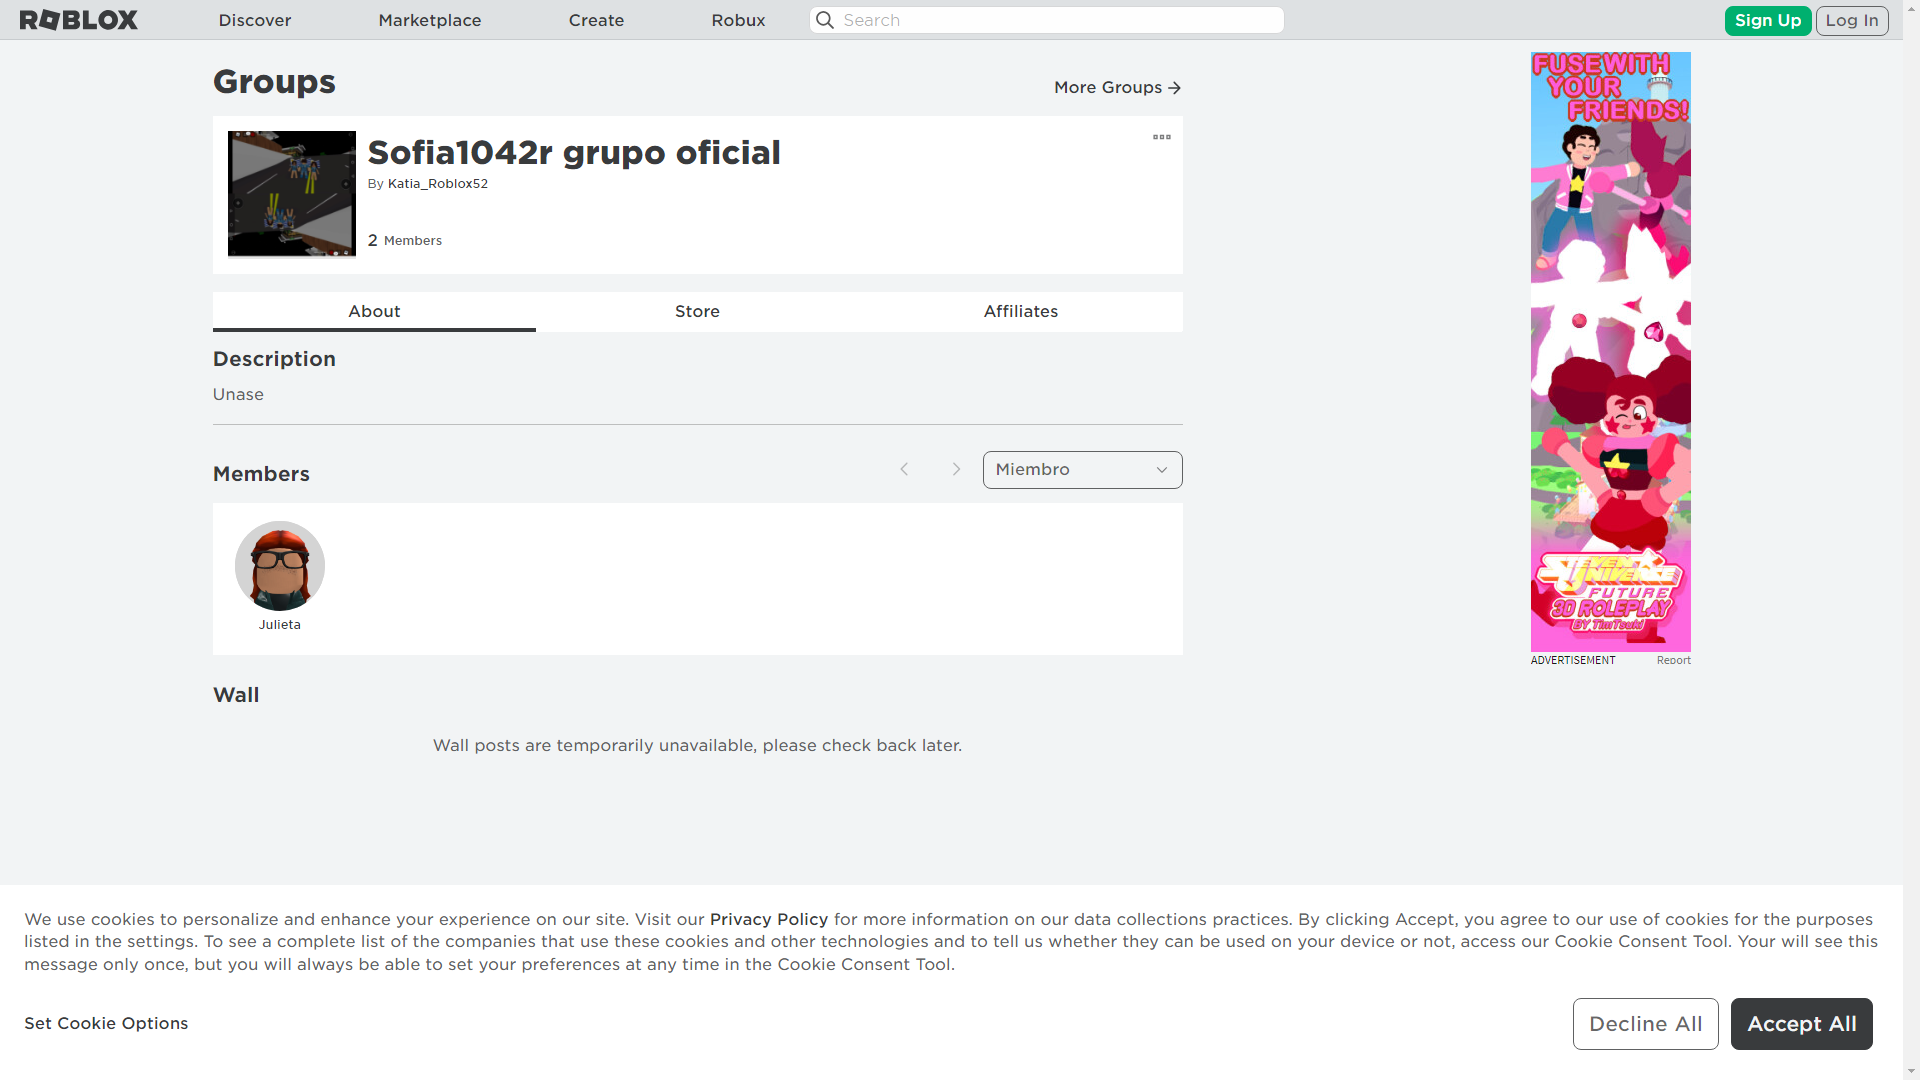 ROBLOX
Discover
Marketplace
Create
Robux
Search
Sign Up
Log In
Groups
More Groups
Sofia1042r grupo oficial
By Katia_Roblox52
2 Members
About
Store
Affiliates
Description
Unase
Members
Miembro
Julieta
Wall
Wall posts are temporarily unavailable, please check back later.
FUSE WITH
YOUR
FRIENDS!
STEVEN
UNIVERSE
FUTURE
3D ROLEPLAY
BY TimTsuki
ADVERTISEMENT
Report
We use cookies to personalize and enhance your experience on our site. Visit our Privacy Policy for more information on our data collections practices. By clicking Accept, you agree to our use of cookies for the purposes
listed in the settings. To see a complete list of the companies that use these cookies and other technologies and to tell us whether they can be used on your device or not, access our Cookie Consent Tool. Your will see this
message only once, but you will always be able to set your preferences at any time in the Cookie Consent Tool.
Set Cookie Options
Decline All
Accept All